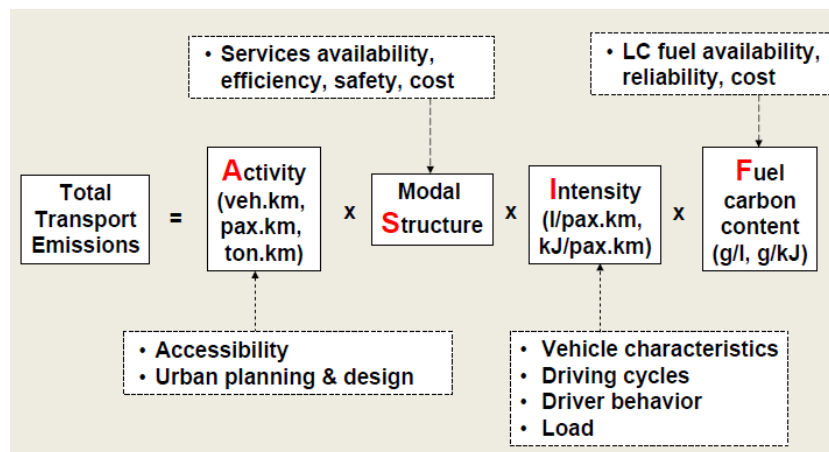 • Services availability,
efficiency, safety, cost
• LC fuel availability,
reliability, cost
Total
Transport
Emissions
=
Activity
(veh.km,
pax.km,
ton.km)
x
Modal
Structure
x
Intensity
(l/pax.km,
kJ/pax.km)
x
Fuel
carbon
content
(g/l, g/kJ)
• Accessibility
• Urban planning & design
• Vehicle characteristics
• Driving cycles
• Driver behavior
• Load